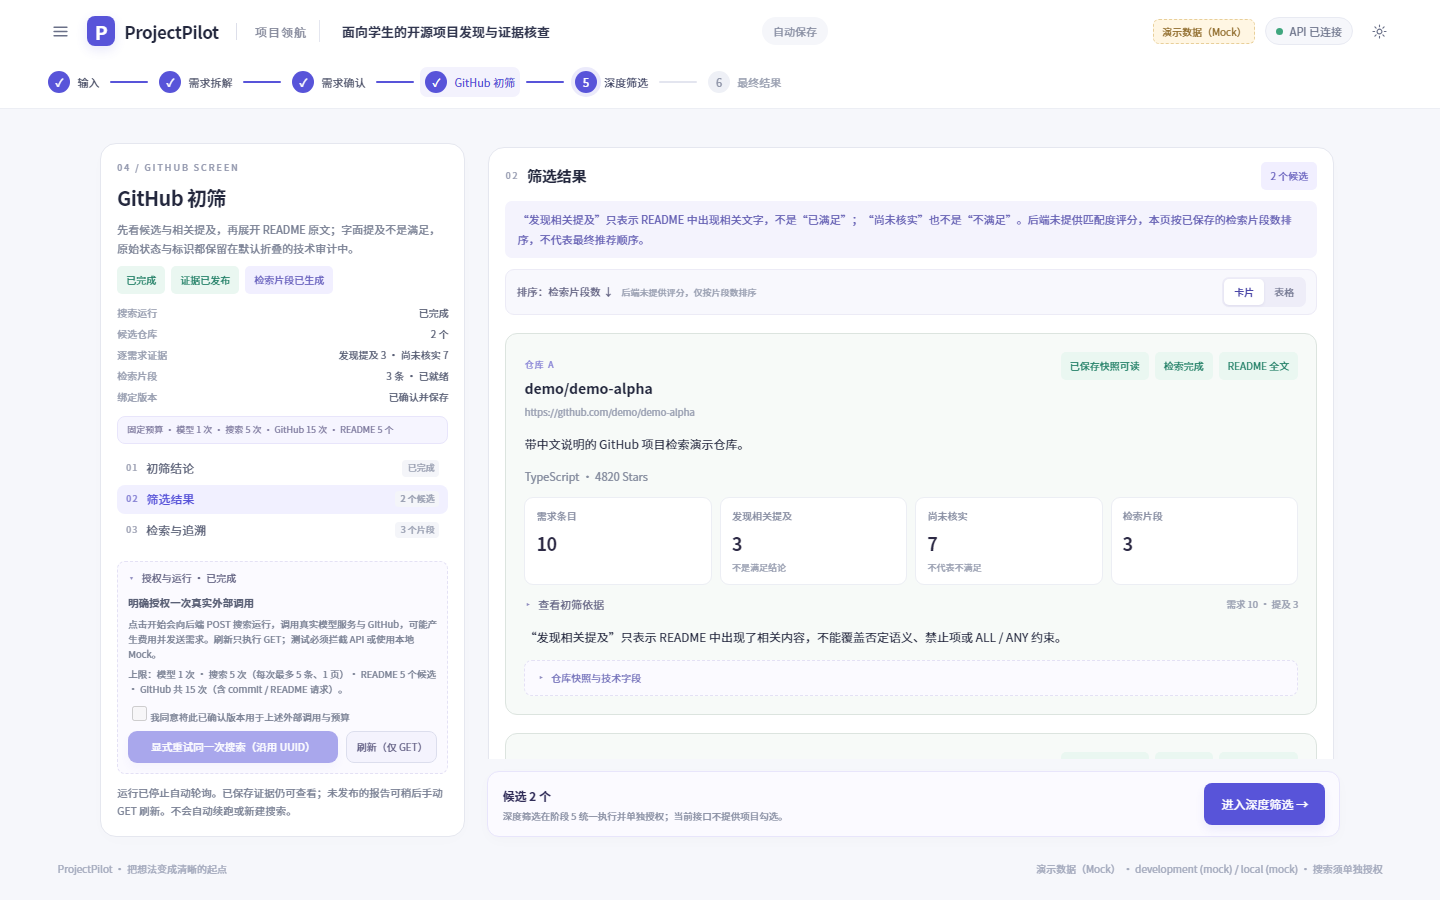 P ProjectPilot 项目领航 面向学生的开源项目发现与证据核查 自动保存 演示数据（Mock） API 已连接
输入 需求拆解 需求确认 GitHub 初筛 5 深度筛选 6 最终结果
04 / GITHUB SCREEN
GitHub 初筛
先看候选与相关提及，再展开 README 原文；字面提及不是满足，
原始状态与标识都保留在默认折叠的技术审计中。
已完成 证据已发布 检索片段已生成
搜索运行 已完成
候选仓库 2 个
逐需求证据 发现提及 3 · 尚未核实 7
检索片段 3 条 · 已就绪
绑定版本 已确认并保存
固定预算 · 模型 1 次 · 搜索 5 次 · GitHub 15 次 · README 5 个
01 初筛结论 已完成
02 筛选结果 2 个候选
03 检索与追溯 3 个片段
授权与运行 · 已完成
明确授权一次真实外部调用
点击开始会向后端 POST 搜索运行，调用真实模型服务与 GitHub，可能产
生费用并发送需求。刷新只执行 GET；测试必须拦截 API 或使用本地
Mock。
上限：模型 1 次 · 搜索 5 次（每次最多 5 条、1 页） · README 5 个候选
· GitHub 共 15 次（含 commit / README 请求）。
我同意将此已确认版本用于上述外部调用与预算
显式重试同一次搜索（沿用 UUID） 刷新（仅 GET）
运行已停止自动轮询。已保存证据仍可查看；未发布的报告可稍后手动
GET 刷新。不会自动续跑或新建搜索。
02 筛选结果 2 个候选
“发现相关提及”只表示 README 中出现相关文字，不是“已满足”；“尚未核实”也不是“不满足”。后端未提供匹配度评分，本页按已保存的检索片段数排
序，不代表最终推荐顺序。
排序：检索片段数 ↓ 后端未提供评分，仅按片段数排序 卡片 表格
仓库 A 已保存快照可读 检索完成 README 全文
demo/demo-alpha
https://github.com/demo/demo-alpha
带中文说明的 GitHub 项目检索演示仓库。
TypeScript · 4820 Stars
需求条目 发现相关提及 尚未核实 检索片段
10 3 7 3
不是满足结论 不代表不满足
查看初筛依据 需求 10 · 提及 3
“发现相关提及”只表示 README 中出现了相关内容，不能覆盖否定语义、禁止项或 ALL / ANY 约束。
仓库快照与技术字段
候选 2 个
深度筛选在阶段 5 统一执行并单独授权；当前接口不提供项目勾选。
进入深度筛选 →
ProjectPilot · 把想法变成清晰的起点 演示数据（Mock） · development (mock) / local (mock) · 搜索须单独授权